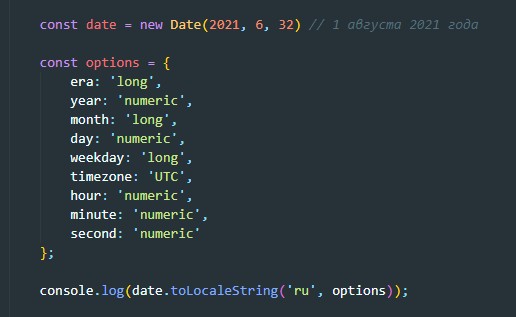 const date = new Date(2021, 6, 32) // 1 августа 2021 года
const options = {
era: 'long',
year: 'numeric',
month: 'long',
day: 'numeric',
weekday: 'long',
timezone: 'UTC',
hour: 'numeric',
minute: 'numeric',
second: 'numeric'
};
console.log(date.toLocaleString('ru', options));